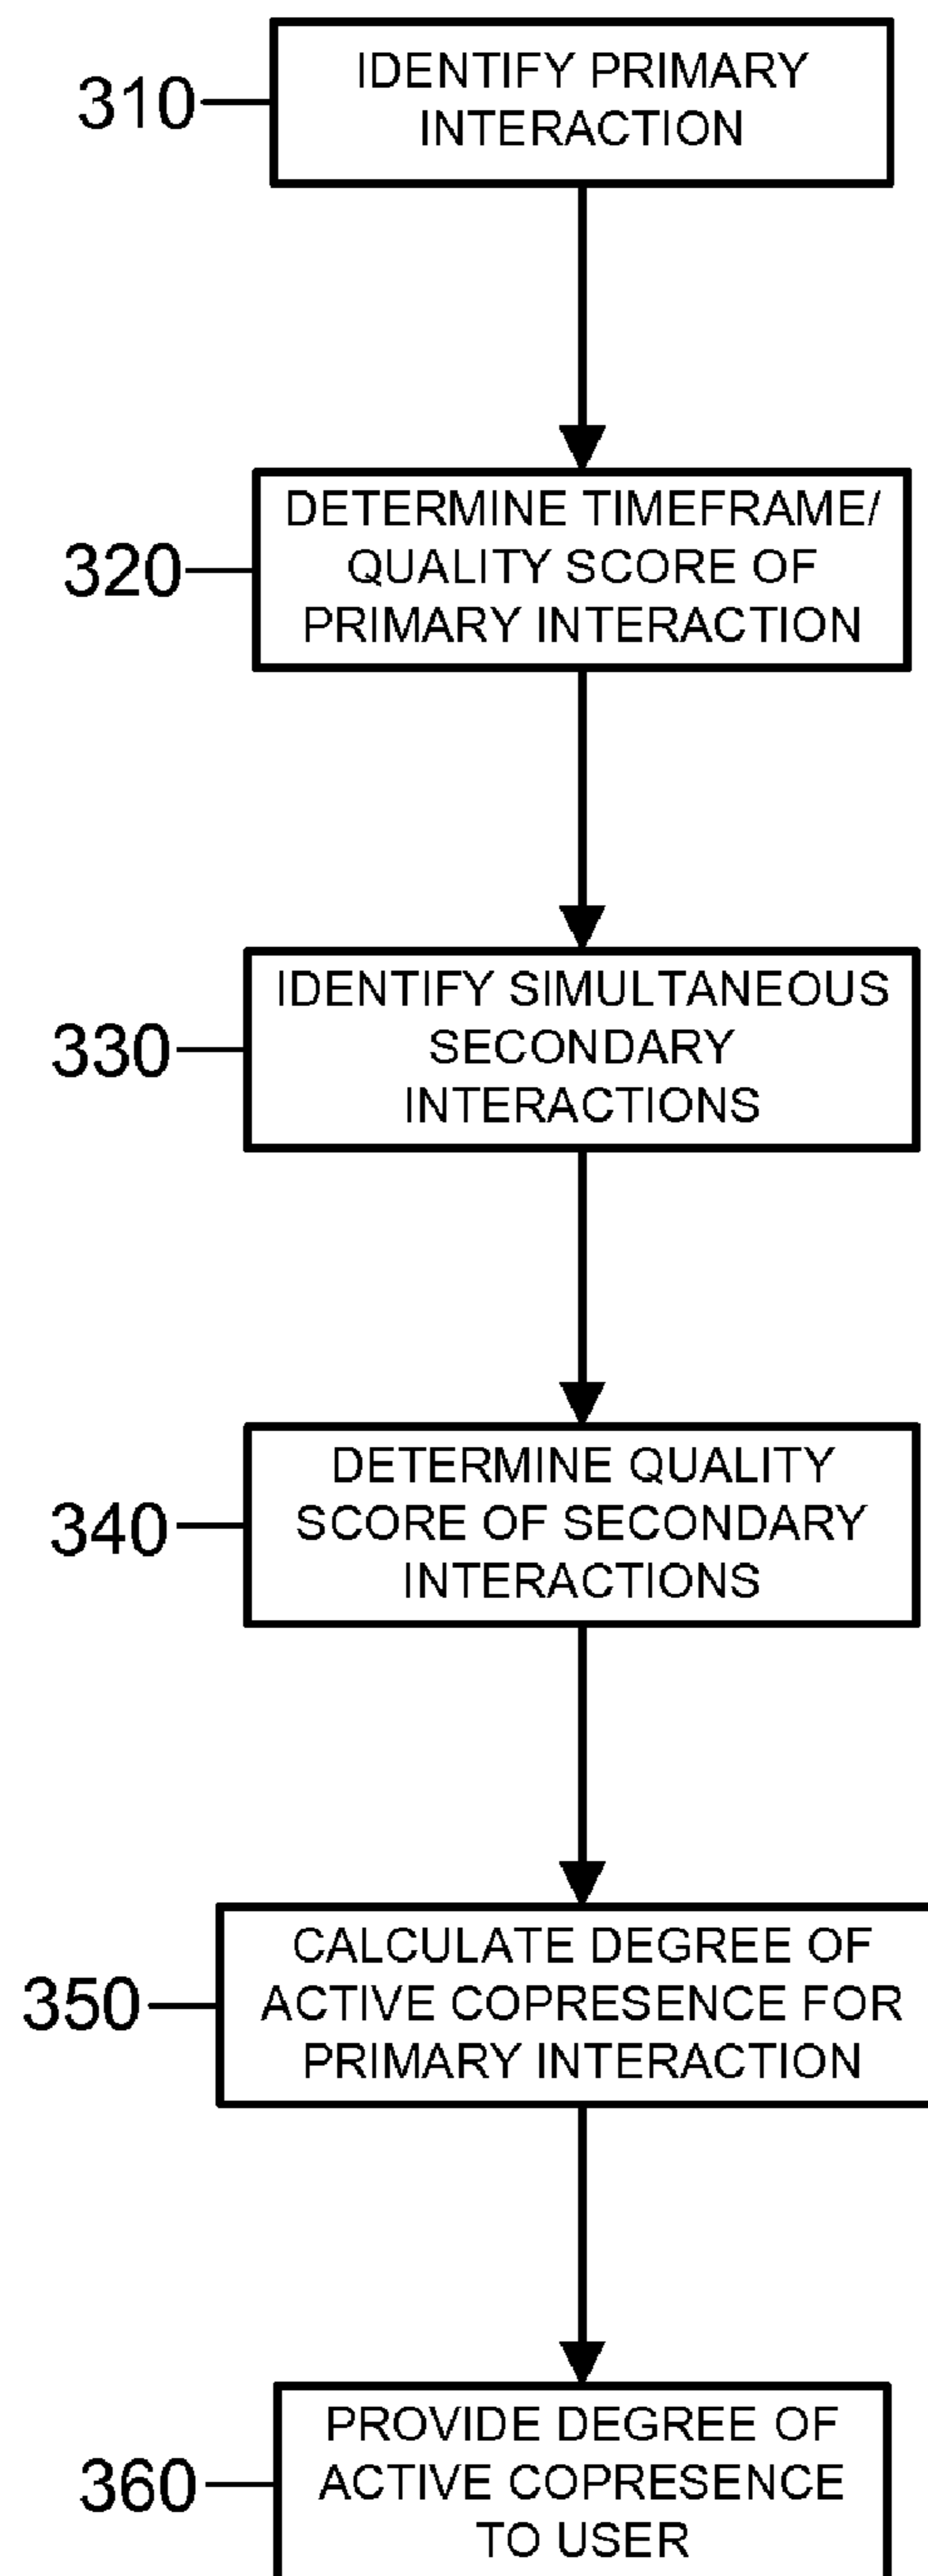 310
IDENTIFY PRIMARY
INTERACTION
320
DETERMINE TIMEFRAME/
QUALITY SCORE OF
PRIMARY INTERACTION
330
IDENTIFY SIMULTANEOUS
SECONDARY
INTERACTIONS
340
DETERMINE QUALITY
SCORE OF SECONDARY
INTERACTIONS
350
CALCULATE DEGREE OF
ACTIVE COPRESENCE FOR
PRIMARY INTERACTION
360
PROVIDE DEGREE OF
ACTIVE COPRESENCE
TO USER